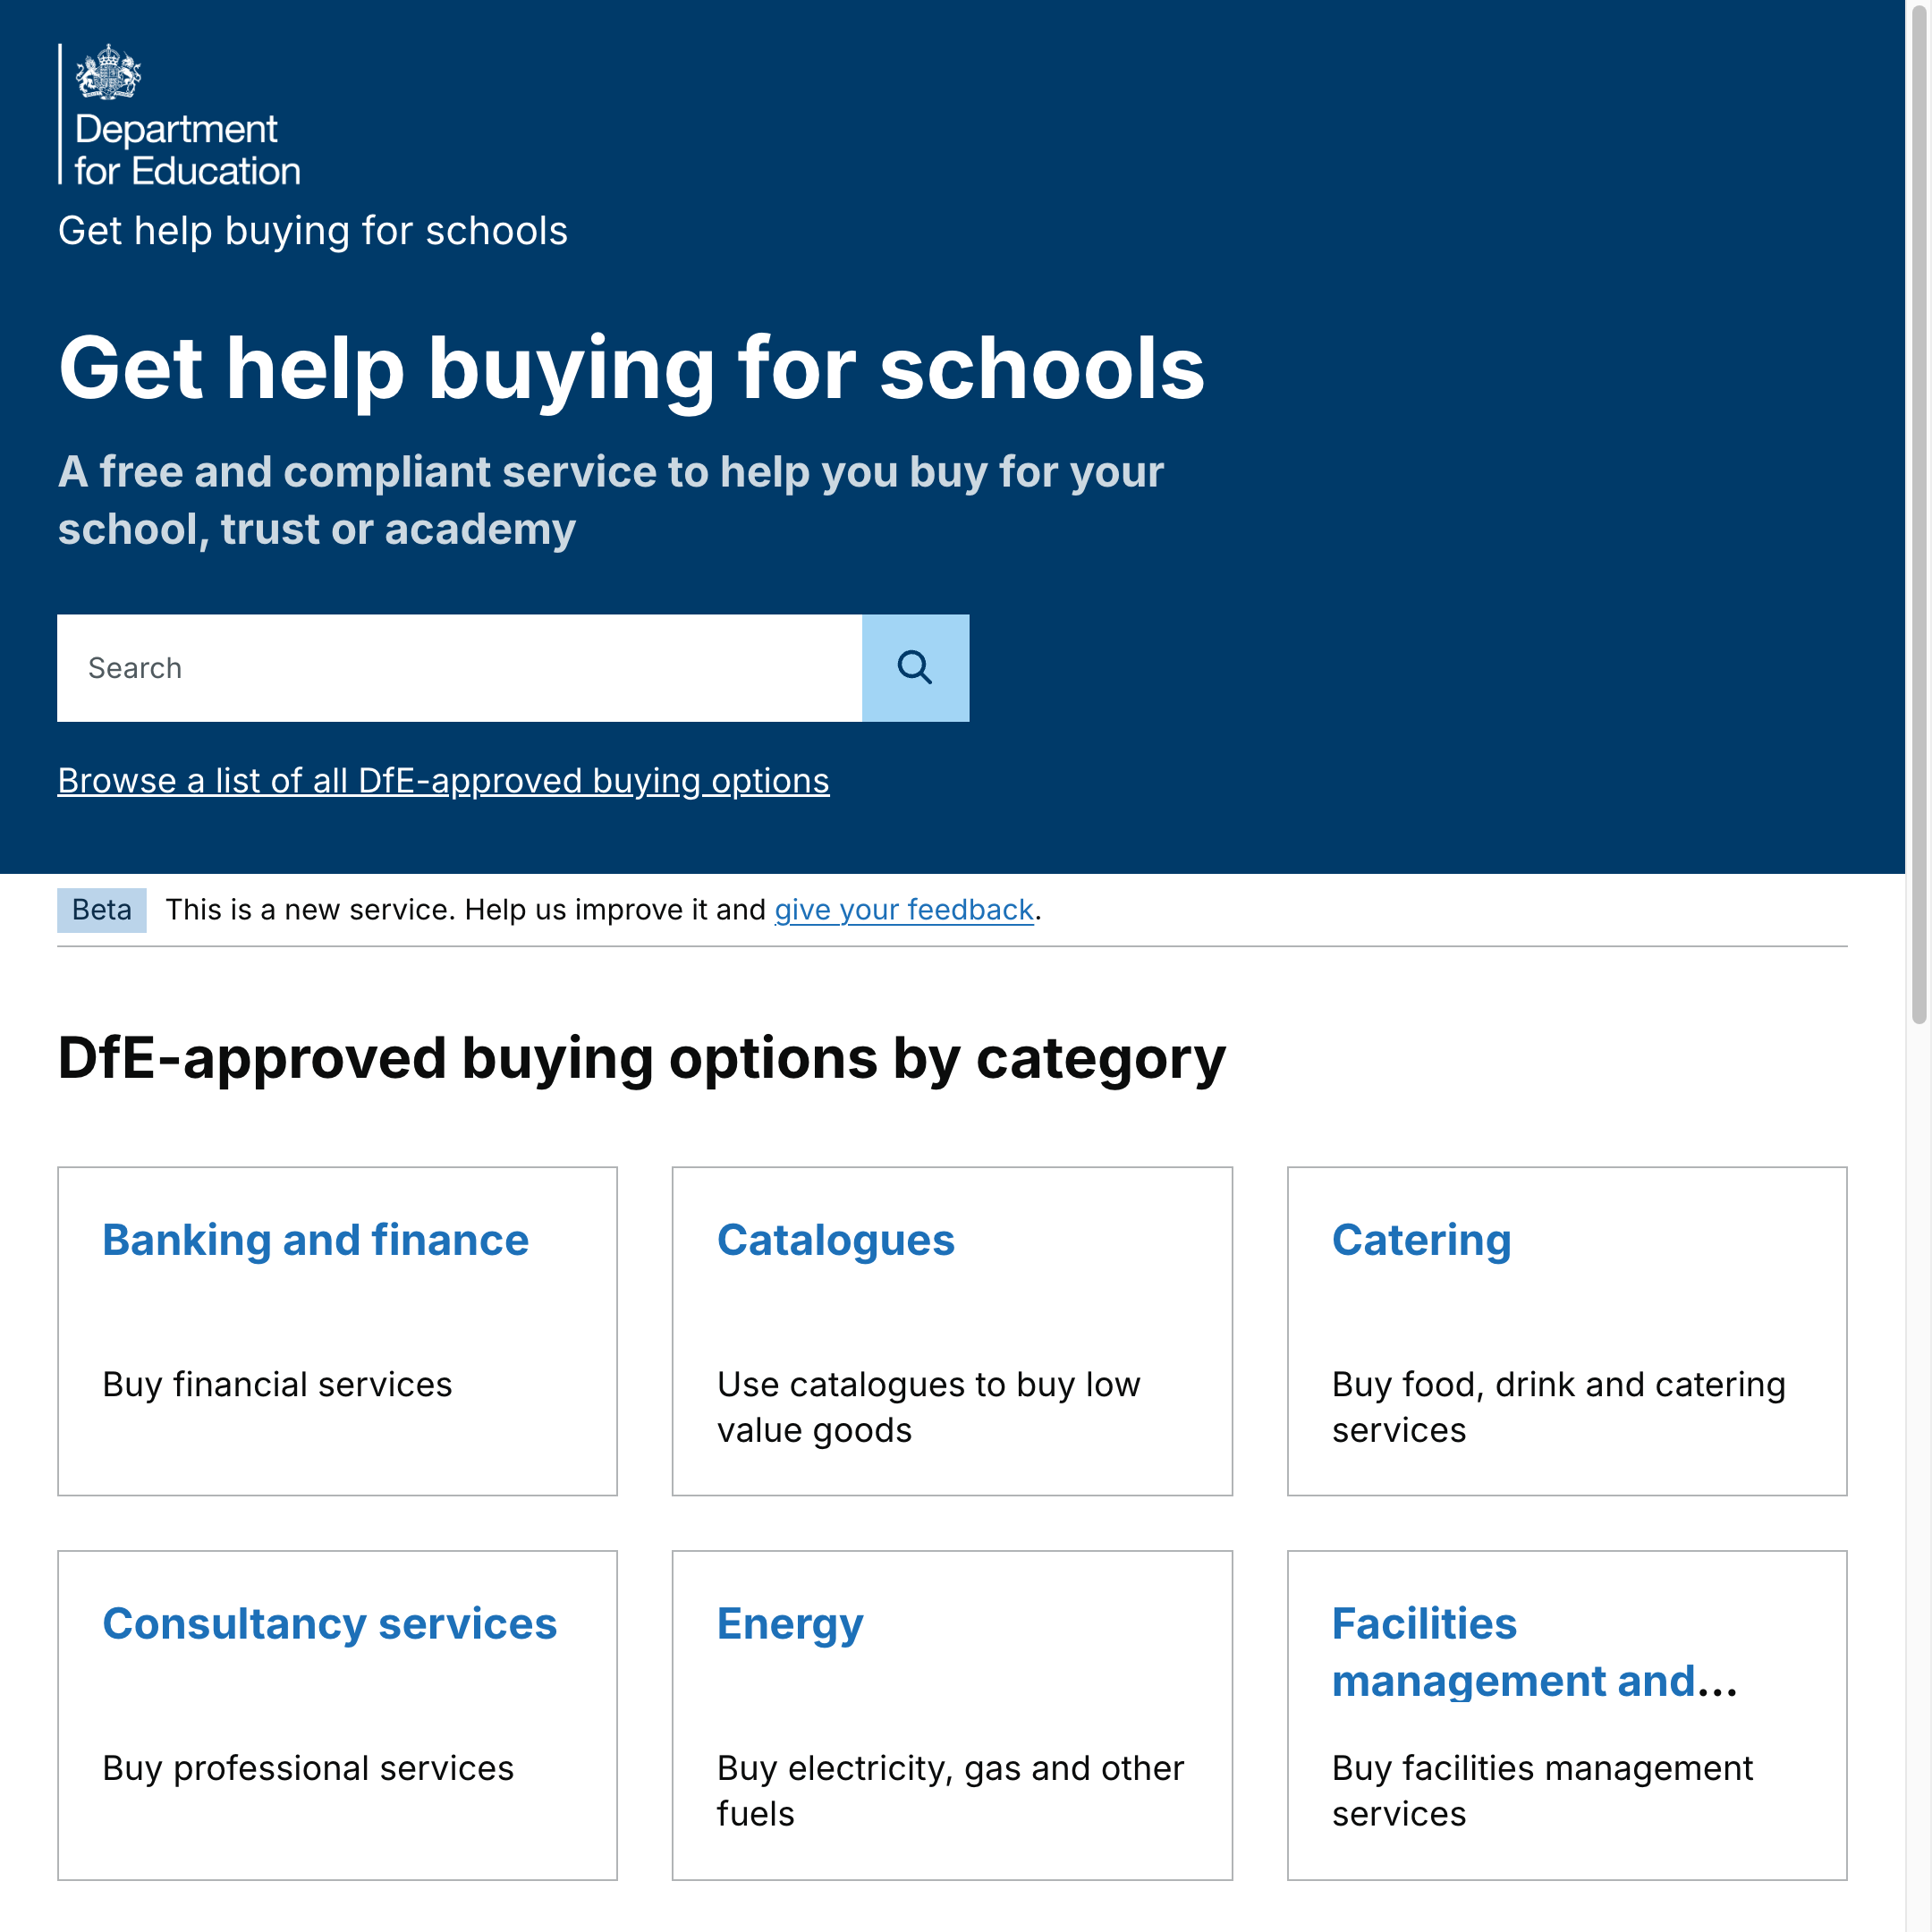 Department
for Education
Get help buying for schools
Get help buying for schools
A free and compliant service to help you buy for your
school, trust or academy
Search
Browse a list of all DfE-approved buying options
Beta This is a new service. Help us improve it and give your feedback.
DfE-approved buying options by category
Banking and finance
Buy financial services
Catalogues
Use catalogues to buy low
value goods
Catering
Buy food, drink and catering
services
Consultancy services
Buy professional services
Energy
Buy electricity, gas and other
fuels
Facilities
management and...
Buy facilities management
services